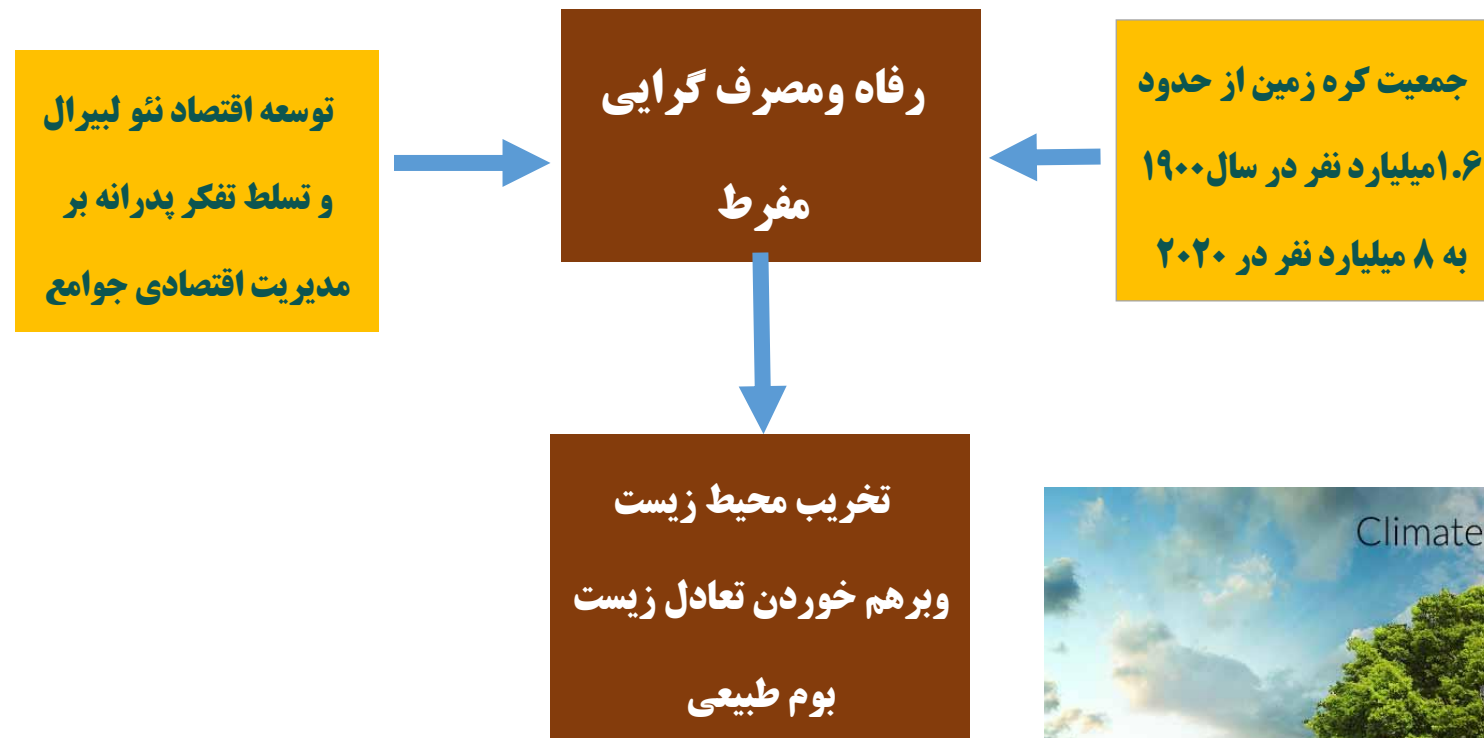 جمعیت کره زمین از حدود
۱.۶میلیارد نفر در سال۱۹۰۰
به ۸ میلیارد نفر در ۲۰۲۰
رفاه ومصرف گرایی
مفرط
توسعه اقتصاد نئو لیبرال
و تسلط تفکر پدرانه بر
مدیریت اقتصادی جوامع
تخریب محیط زیست
وبرهم خوردن تعادل زیست
بوم طبیعی
Climate